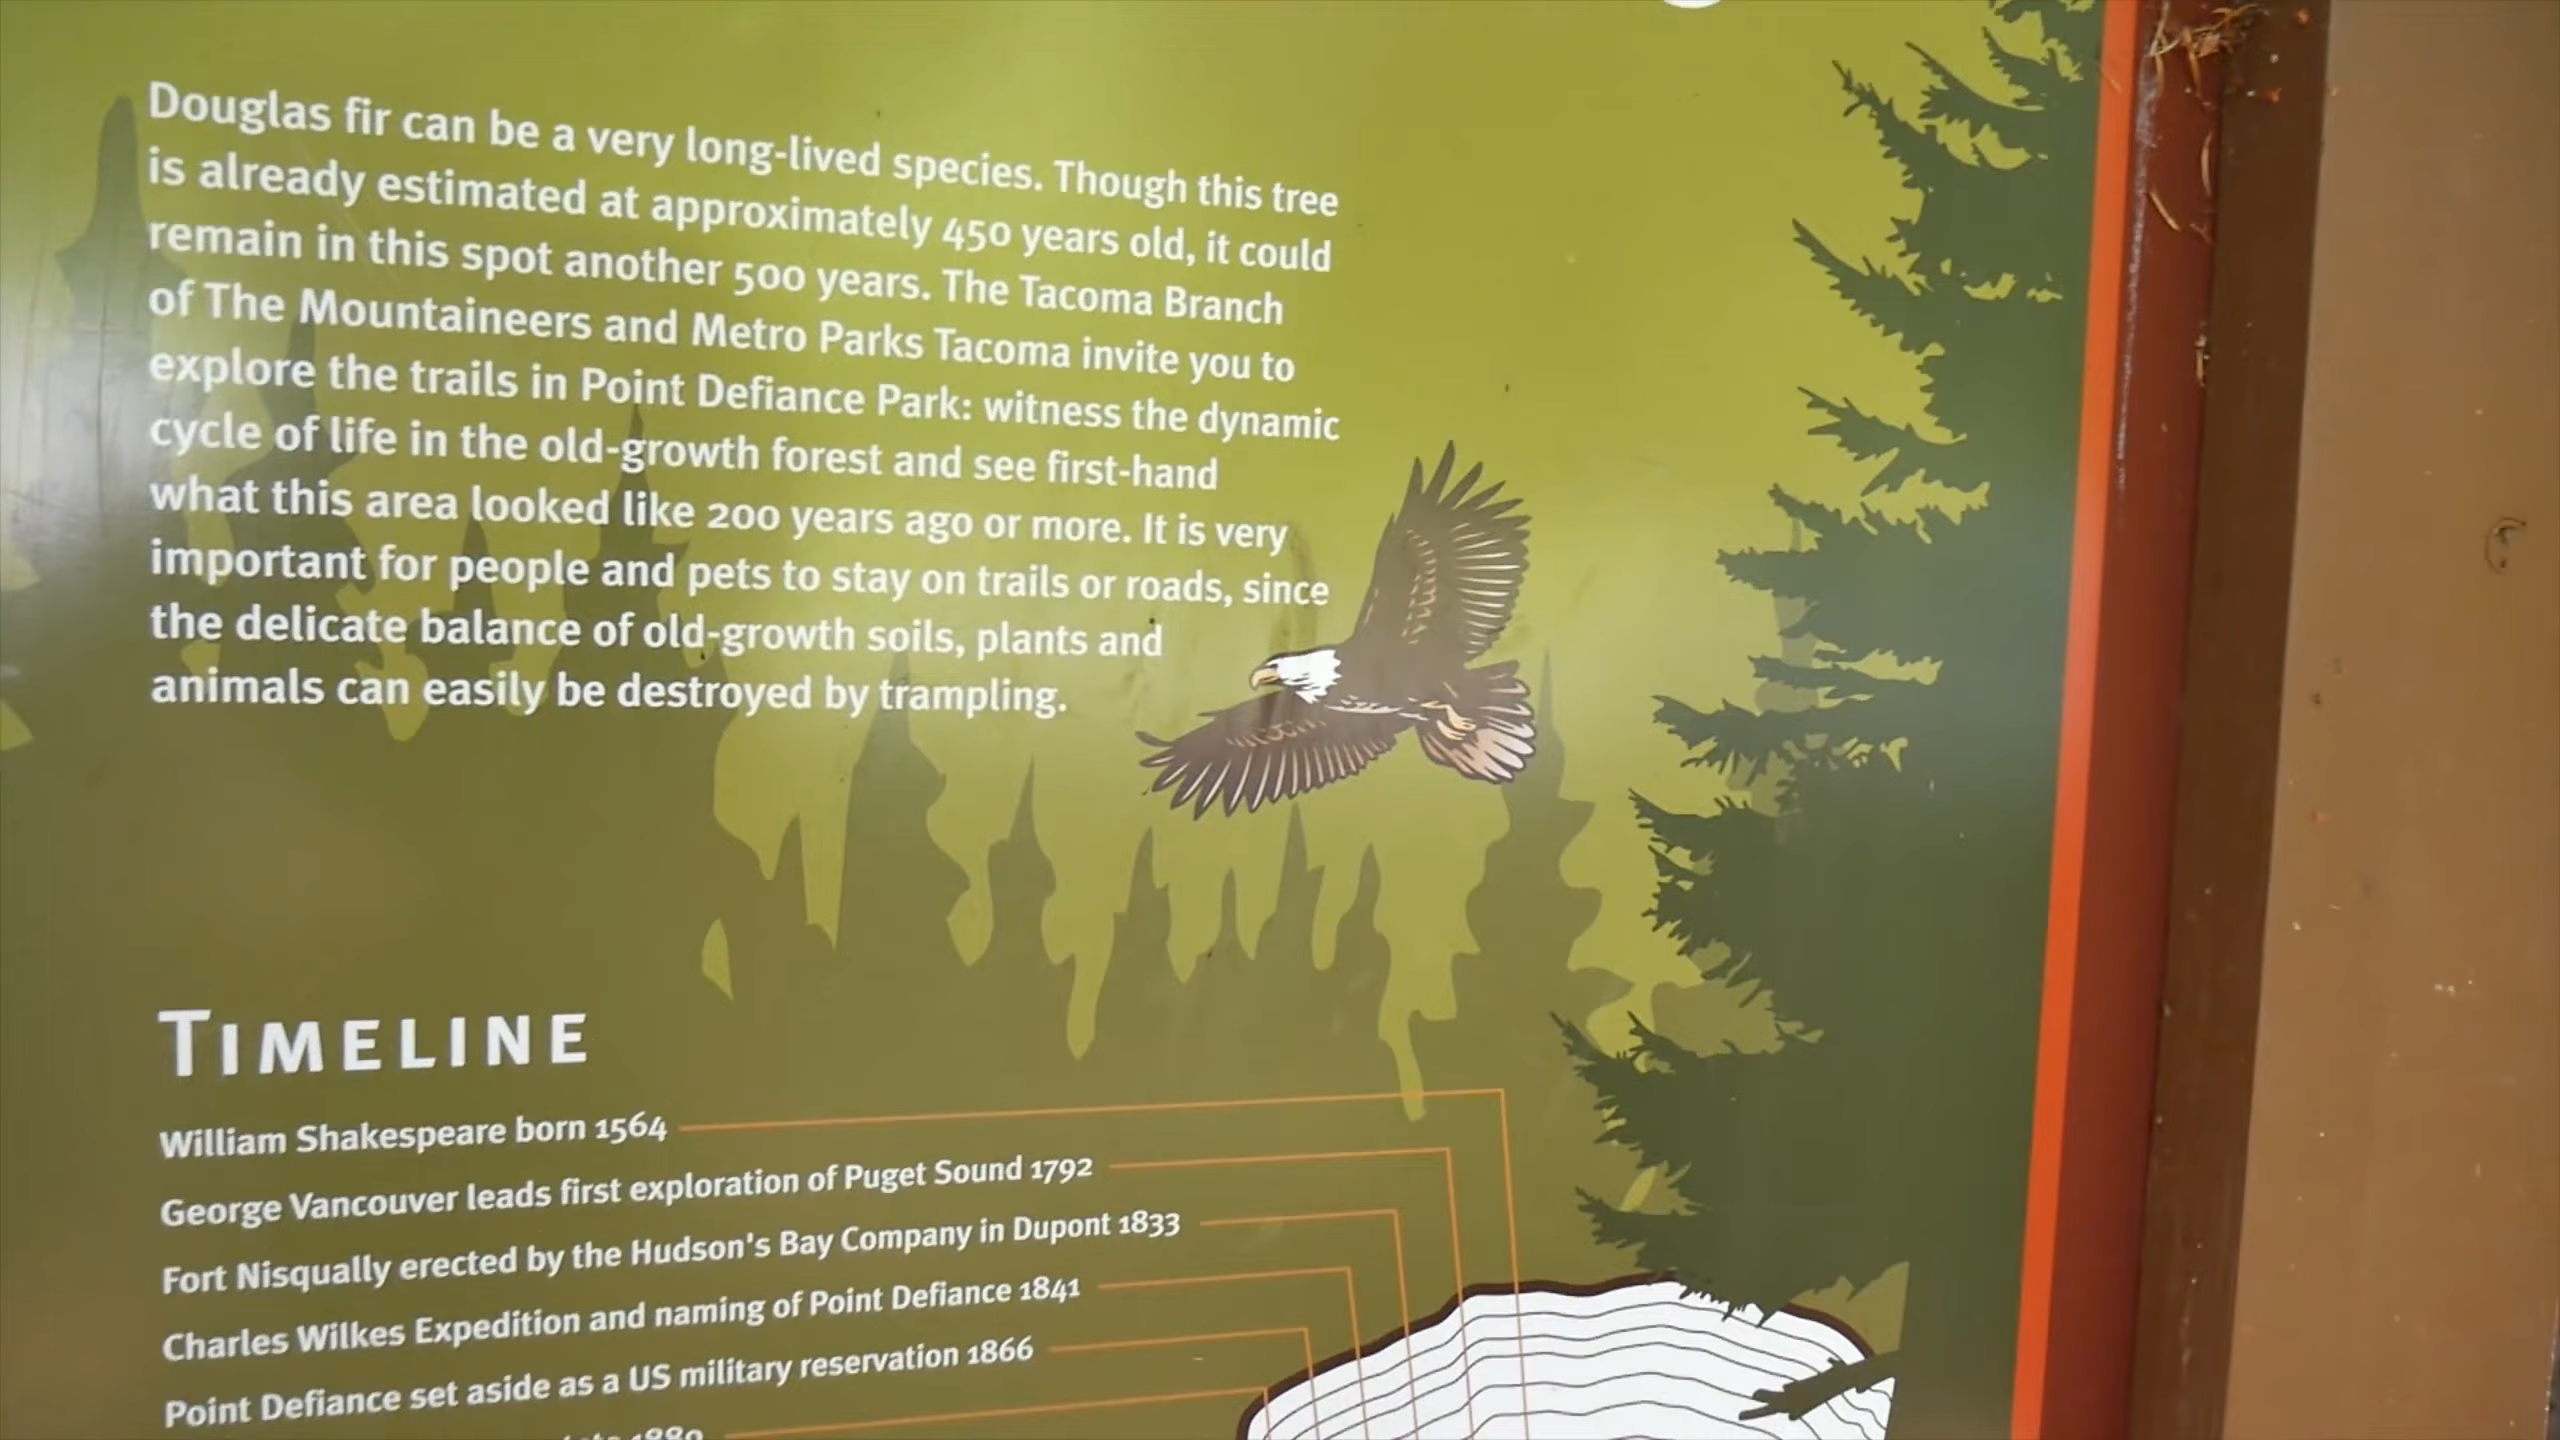 Douglas fir can be a very long-lived species. Though this tree
is already estimated at approximately 450 years old, it could
remain in this spot another 500 years. The Tacoma Branch
of The Mountaineers and Metro Parks Tacoma invite you to
explore the trails in Point Defiance Park: witness the dynamic
cycle of life in the old-growth forest and see first-hand
what this area looked like 200 years ago or more. It is very
important for people and pets to stay on trails or roads, since
the delicate balance of old-growth soils, plants and
animals can easily be destroyed by trampling.
TIMELINE
William Shakespeare born 1564
George Vancouver leads first exploration of Puget Sound 1792
Fort Nisqually erected by the Hudson's Bay Company in Dupont 1833
Charles Wilkes Expedition and naming of Point Defiance 1841
Point Defiance set aside as a US military reservation 1866